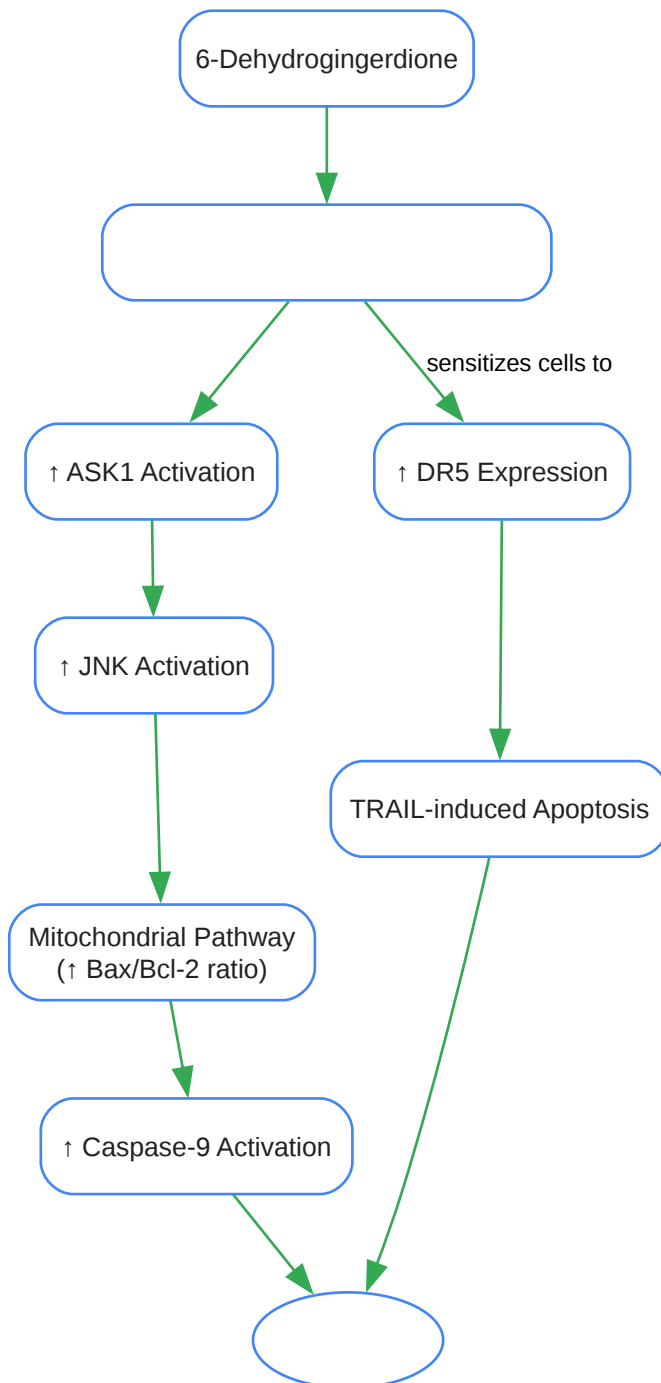 6-Dehydrogingerdione
sensitizes cells to
↑ ASK1 Activation
↑ DR5 Expression
↑ JNK Activation
TRAIL-induced Apoptosis
Mitochondrial Pathway
(↑ Bax/Bcl-2 ratio)
↑ Caspase-9 Activation